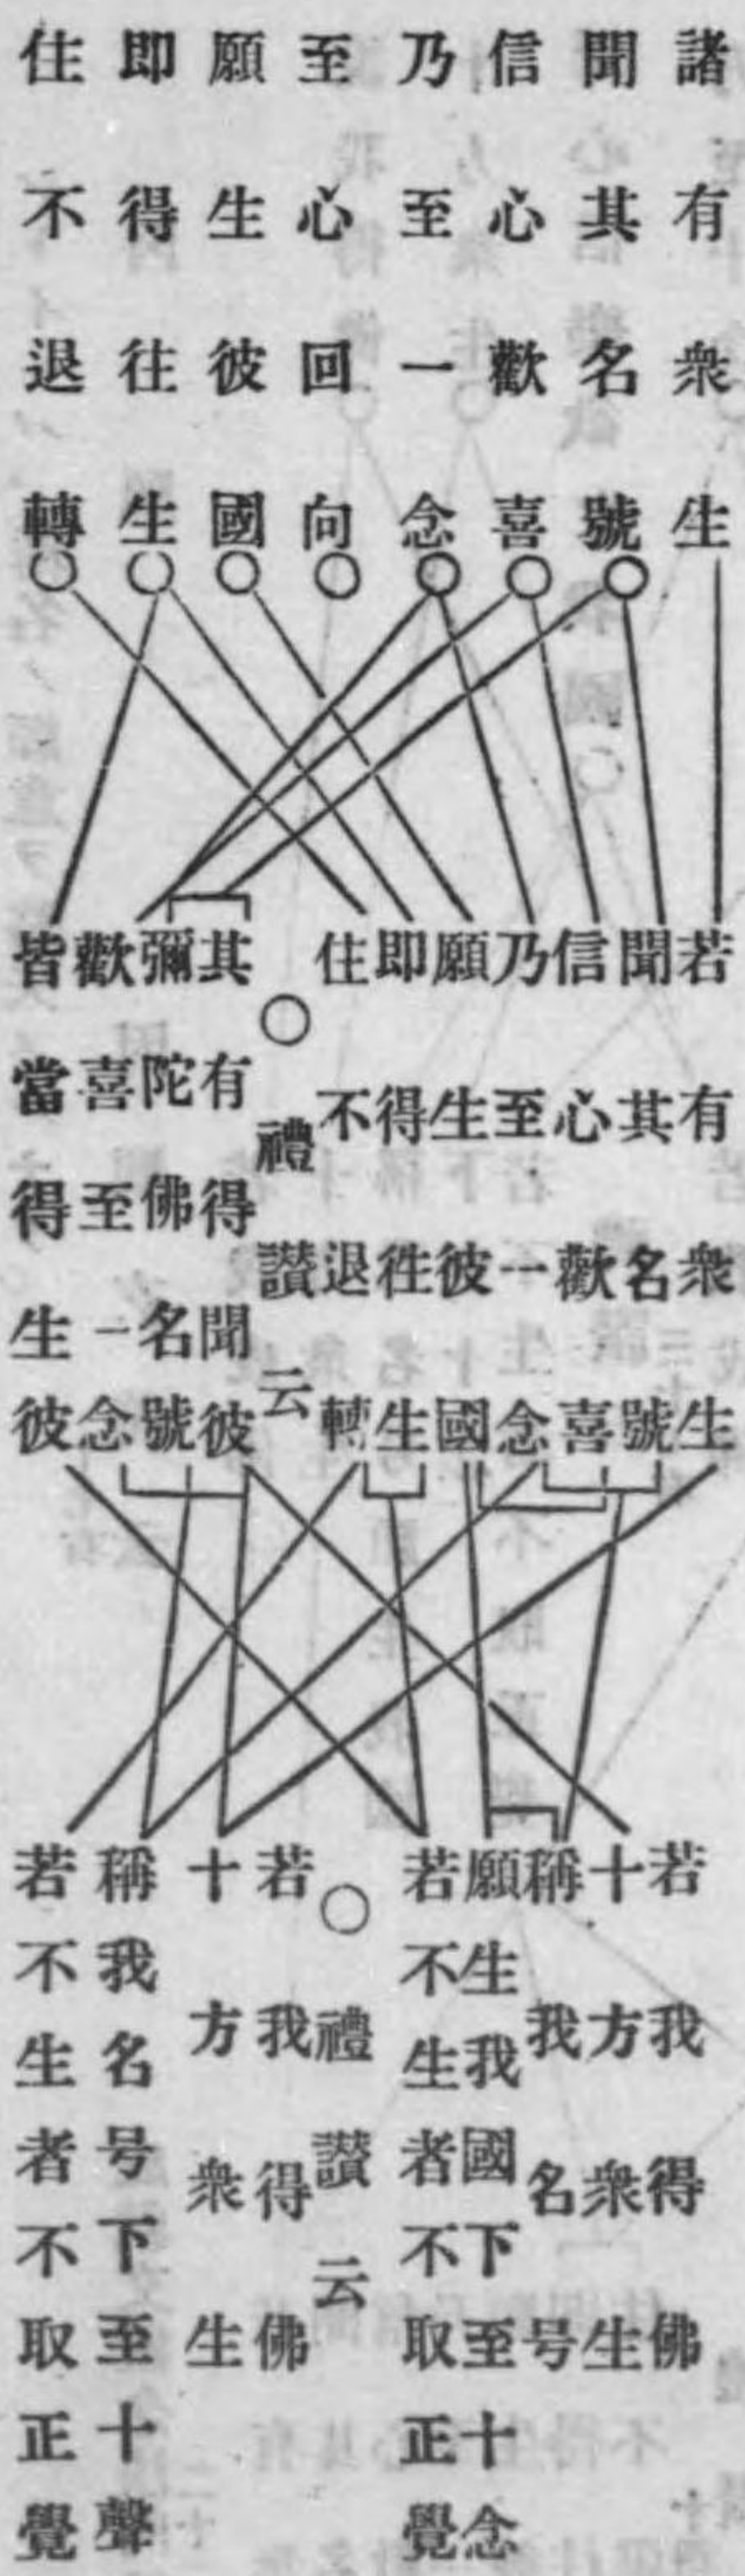 諸有衆生
聞其名號
信心歡喜
乃至一念
至心回向
願生彼國
即得往生
住不退轉
若有衆生
聞其名號
信心歡喜
乃至一念
願生彼國
即得徃生
住不退轉
○禮讃云
其有得聞彼
彌陀佛名號
歡喜至一念
皆當得生彼
若我得佛
十方衆生
稱我名号
願生我國下至十念
若不生者不取正覺
○禮讃云
若我得佛
十方衆生
稱我名号下至十聲
若不生者不取正覺